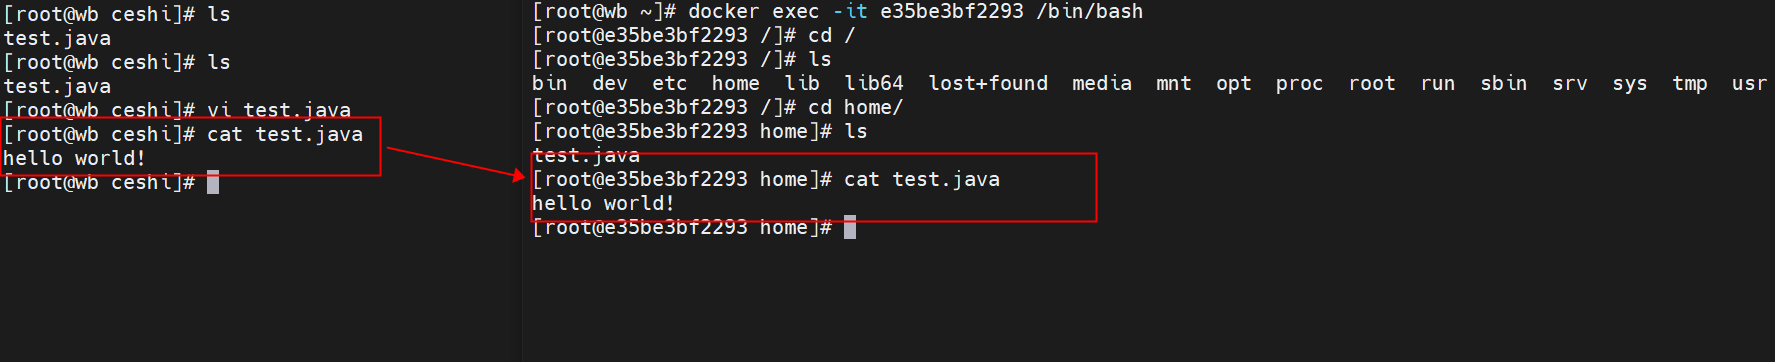 [root@wb ceshi]# ls
test.java
[root@wb ceshi]# ls
test.java
[root@wb ceshi]# vi test.java
[root@wb ceshi]# cat test.java
hello world!
[root@wb ceshi]#
[root@wb ~]# docker exec -it e35be3bf2293 /bin/bash
[root@e35be3bf2293 /]# cd /
[root@e35be3bf2293 /]# ls
bin dev etc home lib lib64 lost+found media mnt opt proc root run sbin srv sys tmp usr
[root@e35be3bf2293 /]# cd home/
[root@e35be3bf2293 home]# ls
test.java
[root@e35be3bf2293 home]# cat test.java
hello world!
[root@e35be3bf2293 home]#